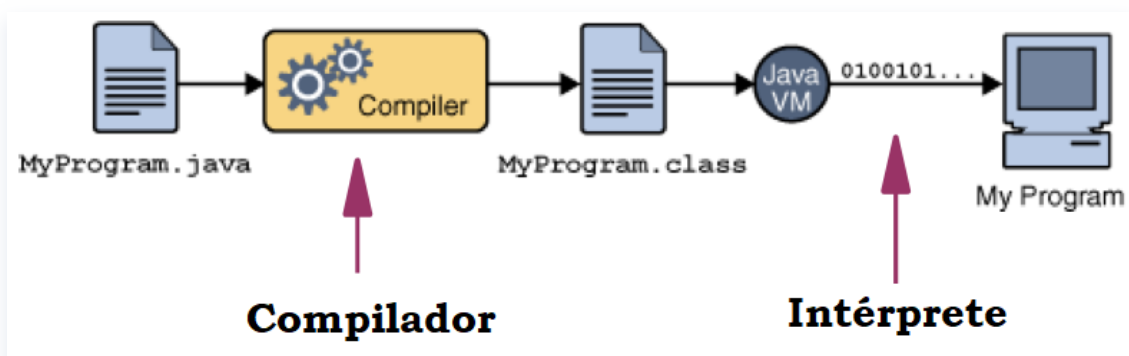 MyProgram.java
Compiler
MyProgram.class
Java
VM
0100101...
My Program
Compilador
Intérprete